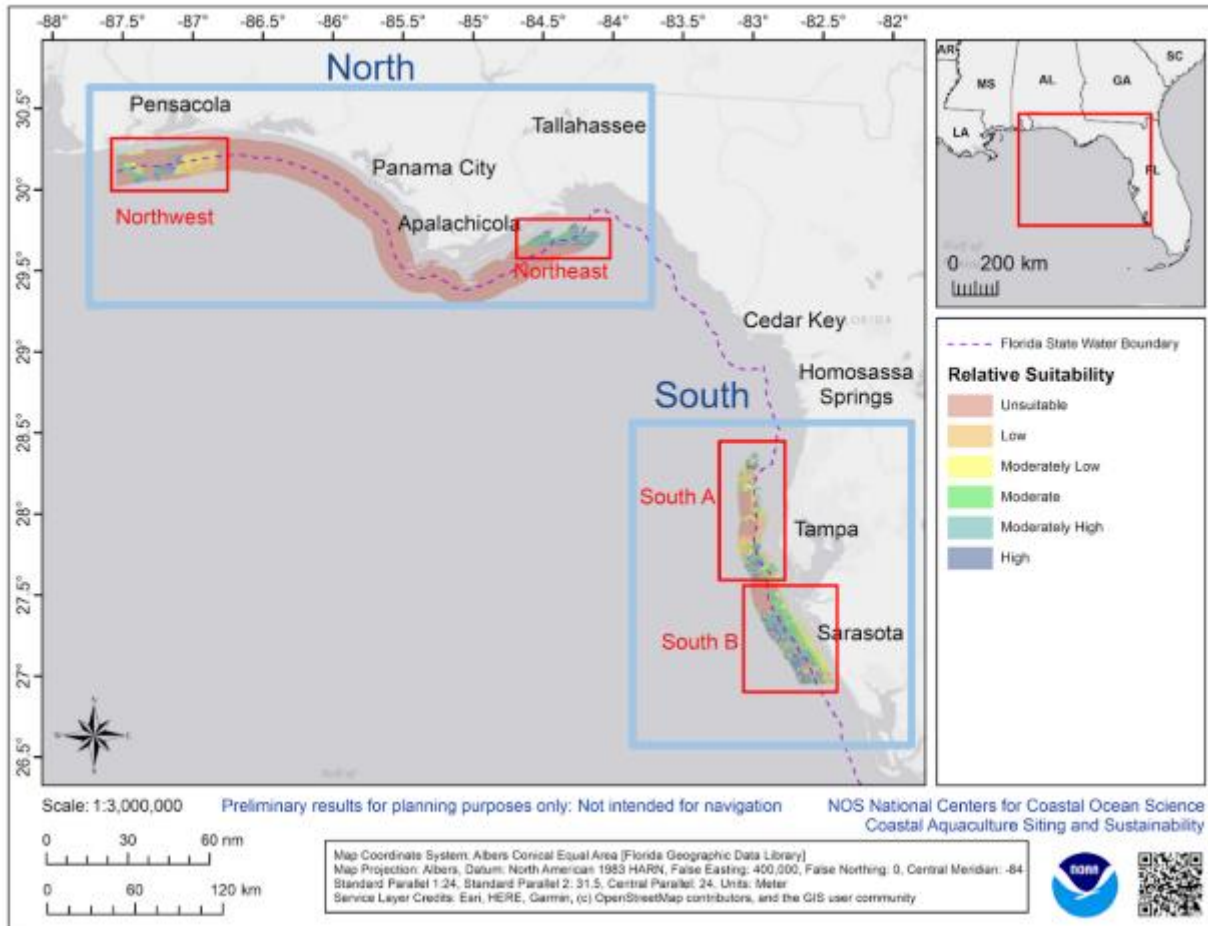 -88° -87.5° -87° -86.5° -86° -85.5° -85° -84.5° -84° -83.5° -83° -82.5° -82°
30.5°
30°
29.5°
29°
28.5°
28°
27.5°
27°
26.5°
North
Pensacola
Tallahassee
Panama City
Northwest
Apalachicola
Northeast
Cedar Key
FLORIDA
Homosassa
Springs
South
South A
Tampa
South B
Sarasota
N
W E
S
AR
MS
AL
GA
SC
LA
FL
0 200 km
Florida State Water Boundary
Relative Suitability
Unsuitable
Low
Moderately Low
Moderate
Moderately High
High
Scale: 1:3,000,000
Preliminary results for planning purposes only: Not intended for navigation
NOS National Centers for Coastal Ocean Science
Coastal Aquaculture Siting and Sustainability
0 30 60 nm
0 60 120 km
Map Coordinate System: Albers Conical Equal Area [Florida Geographic Data Library]
Map Projection: Albers, Datum: North American 1983 HARN, False Easting: 400,000, False Northing: 0, Central Meridian: -84
Standard Parallel 1:24, Standard Parallel 2: 31.5, Central Parallel: 24, Units: Meter
Service Layer Credits: Esri, HERE, Garmin, (c) OpenStreetMap contributors, and the GIS user community
noaa